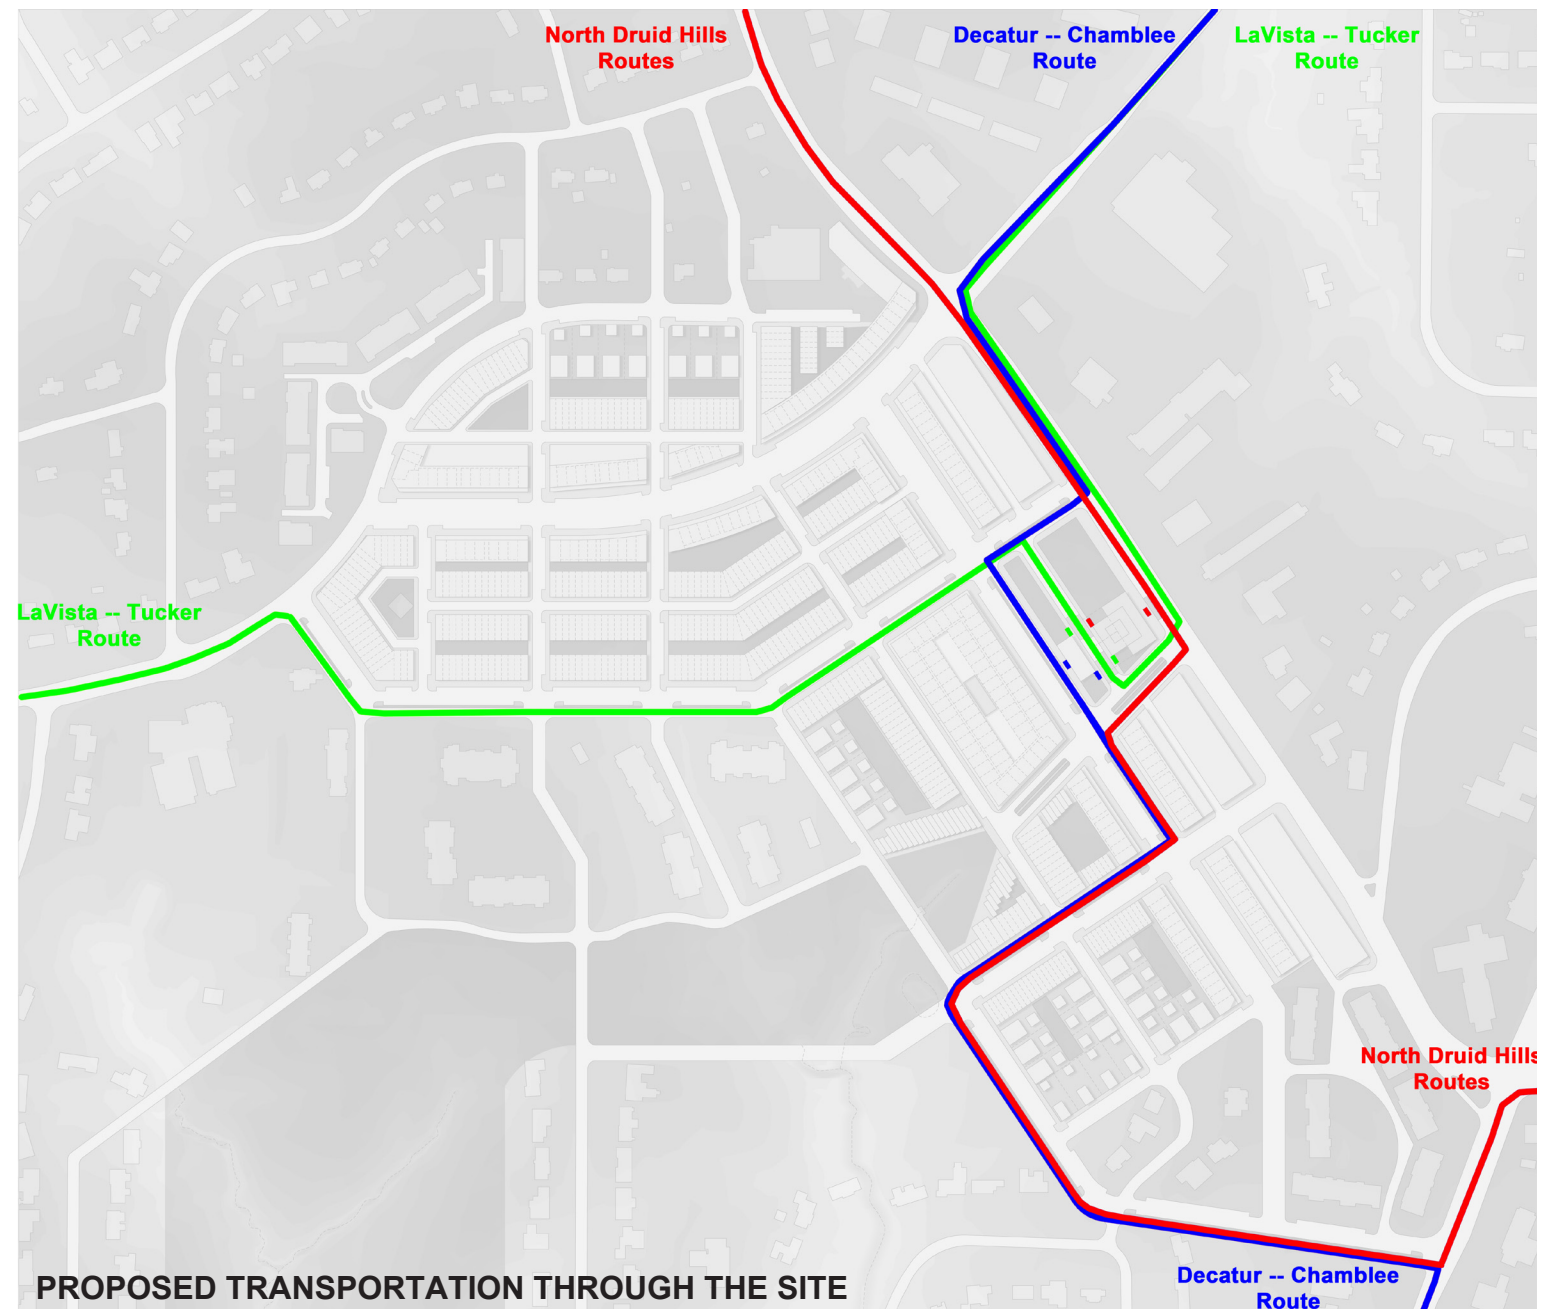 North Druid Hills
Routes
Decatur -- Chamblee
Route
LaVista -- Tucker
Route
LaVista -- Tucker
Route
North Druid Hills
Routes
Decatur -- Chamblee
Route
PROPOSED TRANSPORTATION THROUGH THE SITE